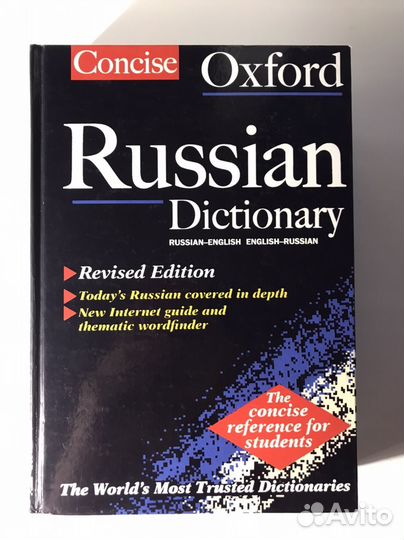 Concise Oxford
Russian
Dictionary
RUSSIAN–ENGLISH ENGLISH–RUSSIAN
Revised Edition
Today's Russian covered in depth
New Internet guide and
thematic wordfinder
The
concise
reference for
students
The World's Most Trusted Dictionaries
Avito